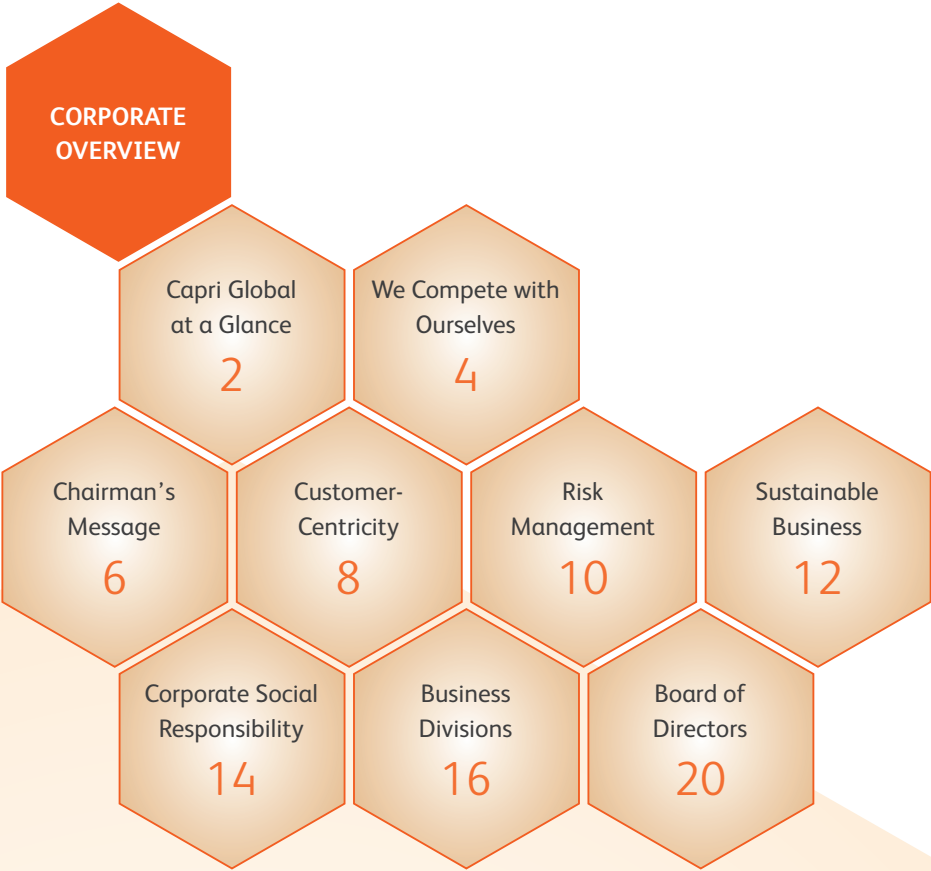 CORPORATE
OVERVIEW
Capri Global
at a Glance
2
We Compete with
Ourselves
4
Chairman's
Message
6
Customer-
Centricity
8
Risk
Management
10
Sustainable
Business
12
Corporate Social
Responsibility
14
Business
Divisions
16
Board of
Directors
20